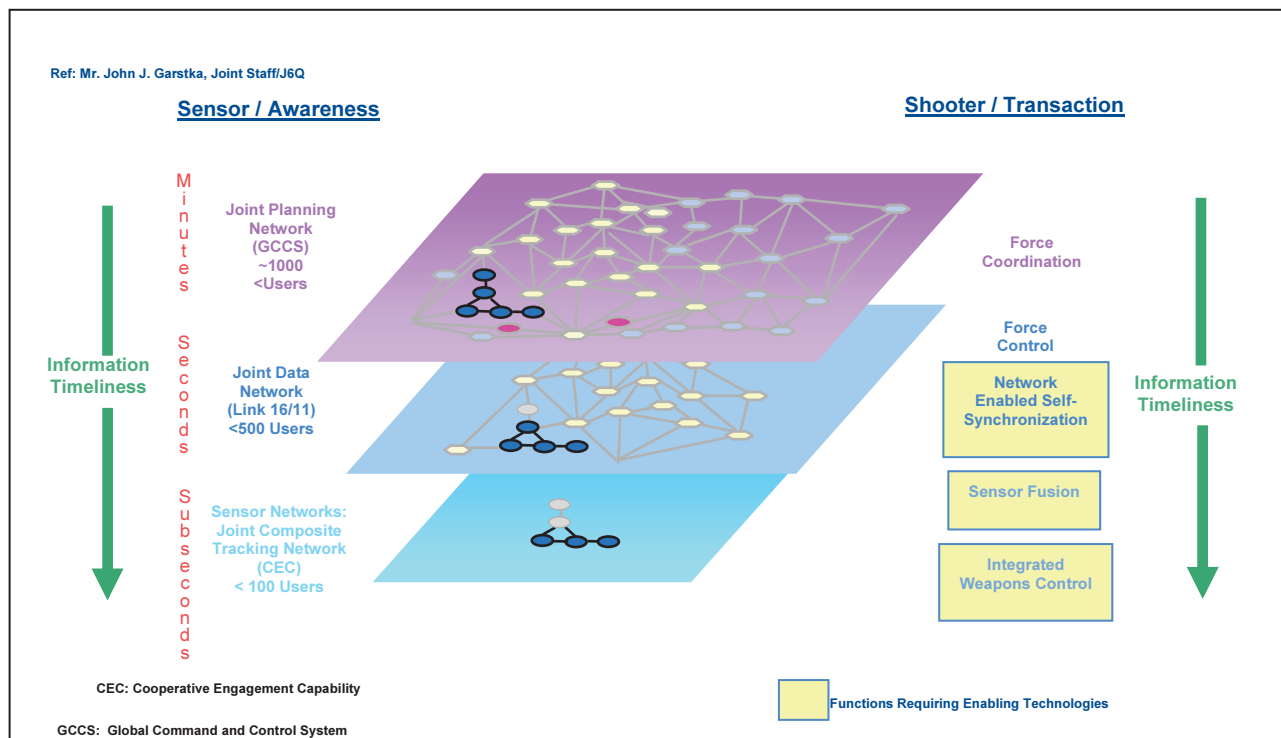 Ref: Mr. John J. Garstka, Joint Staff/J6Q
Sensor / Awareness
Shooter / Transaction
Minutes
Joint Planning
Network
(GCCS)
~1000
<Users
Force
Coordination
Information
Timeliness
Seconds
Joint Data
Network
(Link 16/11)
<500 Users
Force
Control
Network
Enabled Self-
Synchronization
Information
Timeliness
Subseconds
Sensor Networks:
Joint Composite
Tracking Network
(CEC)
< 100 Users
Sensor Fusion
Integrated
Weapons Control
CEC: Cooperative Engagement Capability
Functions Requiring Enabling Technologies
GCCS: Global Command and Control System